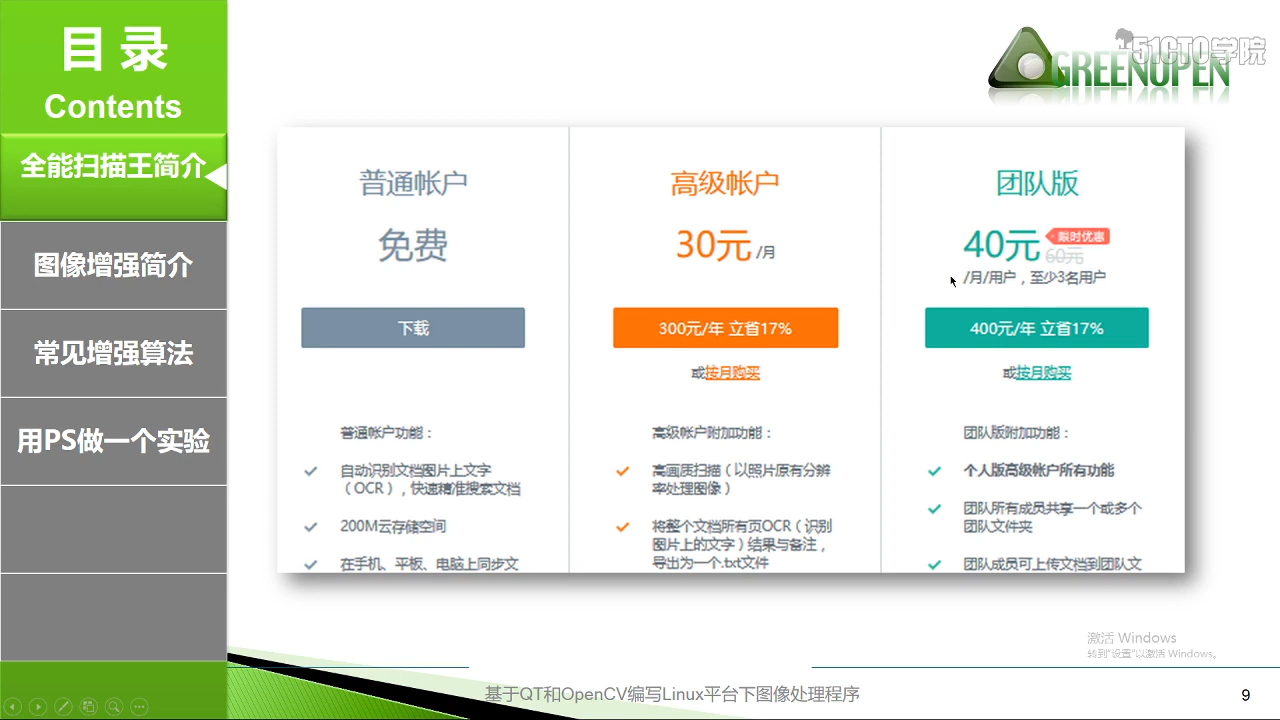 目 录
Contents
全能扫描王简介
图像增强简介
常见增强算法
用PS做一个实验
51CTO学院
GREENOPEN
普通帐户
免费
下载
普通帐户功能：
自动识别文档图片上文字
（OCR），快速精准搜索文档
200M云存储空间
在手机、平板、电脑上同步文
高级帐户
30元 /月
300元/年 立省17%
或按月购买
高级帐户附加功能：
高画质扫描（以照片原有分辨
率处理图像）
将整个文档所有页OCR（识别
图片上的文字）结果与备注，
导出为一个.txt文件
团队版
40元 限时优惠
60元
/月/用户，至少3名用户
400元/年 立省17%
或按月购买
团队版附加功能：
个人版高级帐户所有功能
团队所有成员共享一个或多个
团队文件夹
团队成员可上传文档到团队文
激活 Windows
转到"设置"以激活 Windows。
基于QT和OpenCV编写Linux平台下图像处理程序
9